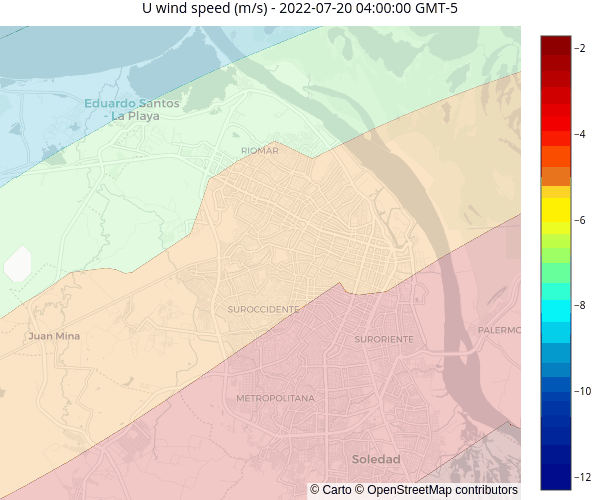 U wind speed (m/s) - 2022-07-20 04:00:00 GMT-5
Eduardo Santos
- La Playa
RIOMAR
SUROCCIDENTE
Juan Mina
SURORIENTE
PALERMO
METROPOLITANA
Soledad
© Carto © OpenStreetMap contributors
−2
−4
−6
−8
−10
−12